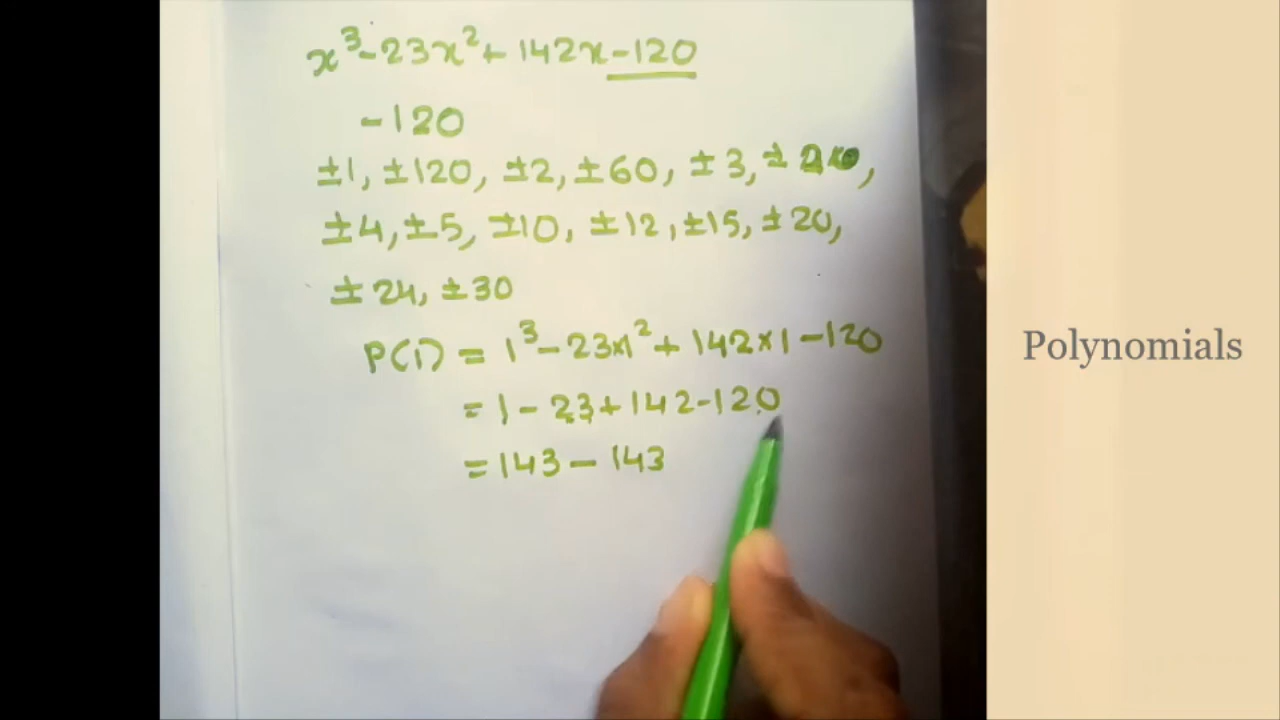 x³-23x²+142x-120
-120
±1, ±120, ±2, ±60, ±3, ±
±4, ±5, ±10, ±12, ±15, ±20,
±24, ±30
P(1) = 1³-23×1²+142×1-120
=1-23+142-120
=143-143
Polynomials